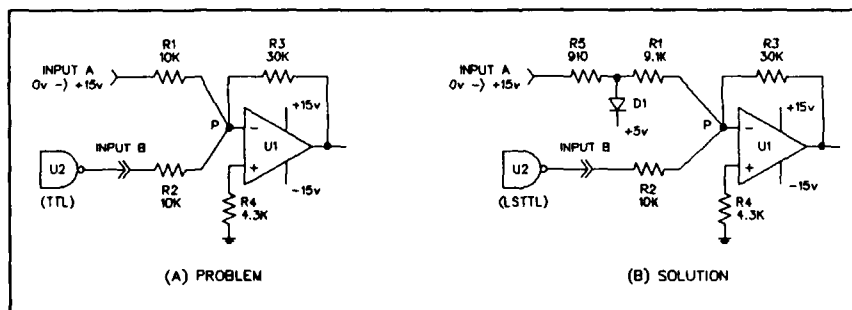 R1
10K
R3
30K
INPUT A
0v -> +15v
+15v
P
-
U1
+
INPUT B
U2
R2
10K
(TTL)
-15v
R4
4.3K
(A) PROBLEM
R5
910
R1
9.1K
R3
30K
INPUT A
0v -> +15v
D1
+5v
+15v
P
-
U1
+
INPUT B
U2
R2
10K
(LSTTL)
-15v
R4
4.3K
(B) SOLUTION